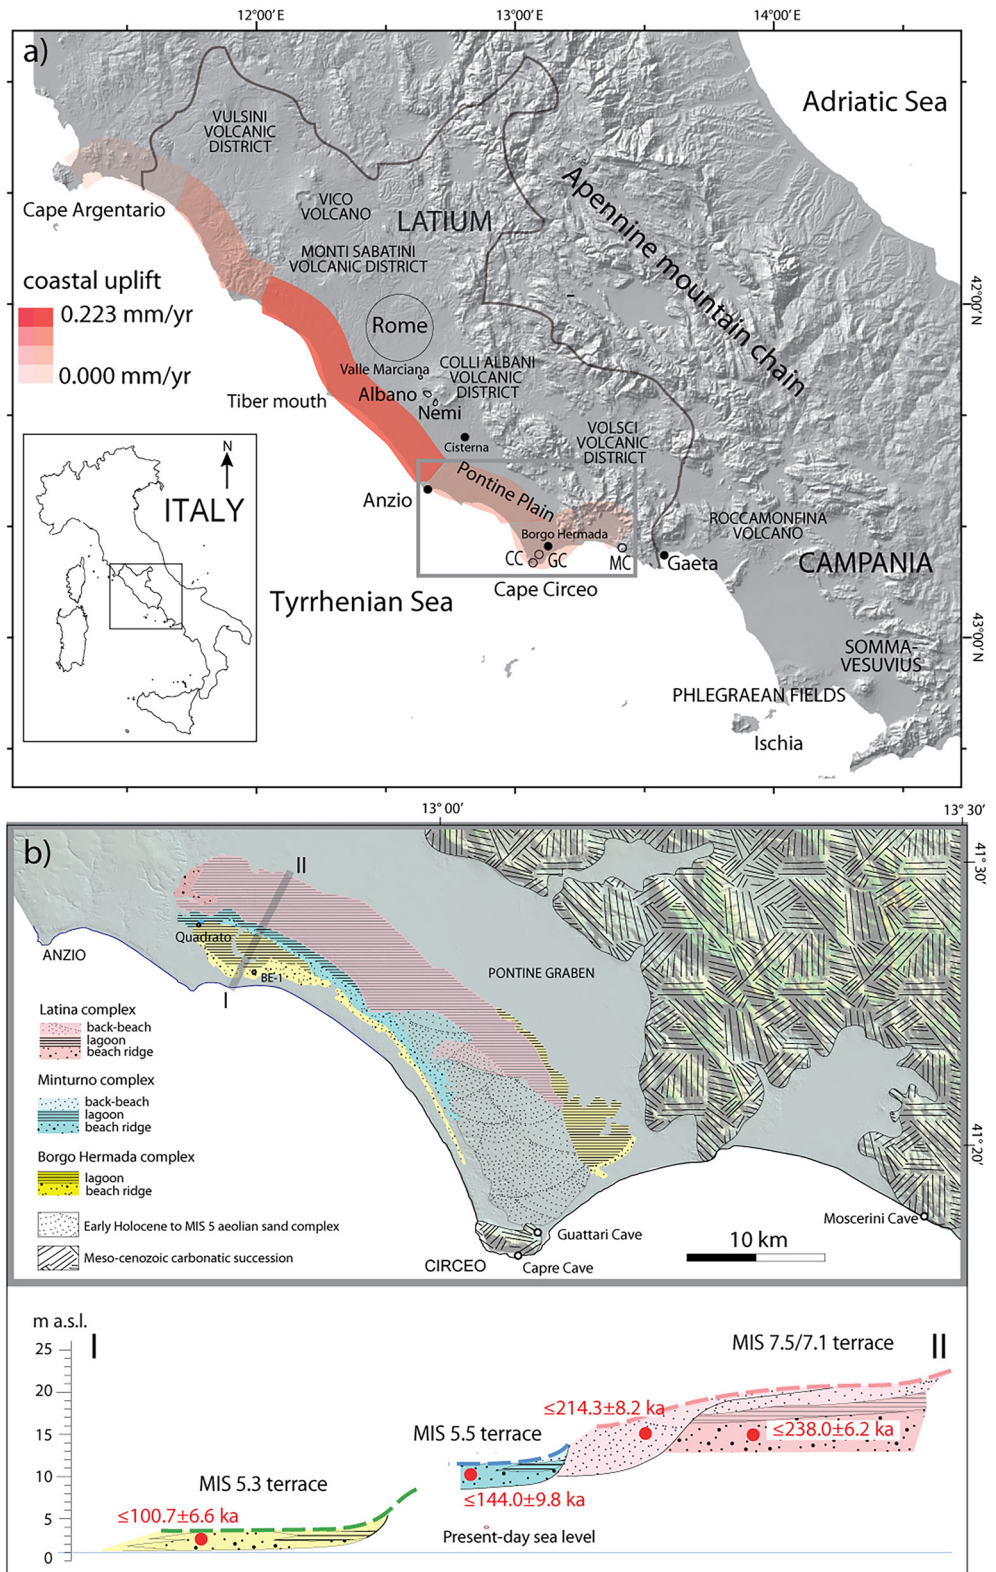 12°00'E
13°00'E
14°00'E
a)
Adriatic Sea
VULSINI
VOLCANIC
DISTRICT
Apennine mountain chain
Cape Argentario
VICO
VOLCANO
LATIUM
MONTI SABATINI
VOLCANIC DISTRICT
coastal uplift
0.223 mm/yr
0.000 mm/yr
42°00'N
Rome
Valle Marciana
COLLI ALBANI
VOLCANIC
DISTRICT
Albano
Nemi
Tiber mouth
Cisterna
VOLSCI
VOLCANIC
DISTRICT
N
ITALY
Pontine Plain
Anzio
Borgo Hermada
ROCCAMONFINA
VOLCANO
CC
GC
MC
Gaeta
CAMPANIA
Cape Circeo
Tyrrhenian Sea
43°00'N
SOMMA-
VESUVIUS
PHLEGRAEAN FIELDS
Ischia
13° 00'
13° 30'
b)
41°30'
II
Quadrato
ANZIO
BE-1
PONTINE GRABEN
I
Latina complex
back-beach
lagoon
beach ridge
Minturno complex
back-beach
lagoon
beach ridge
41° 20'
Borgo Hermada complex
lagoon
beach ridge
Early Holocene to MIS 5 aeolian sand complex
Meso-cenozoic carbonatic succession
Moscerini Cave
Guattari Cave
10 km
CIRCEO
Capre Cave
m a.s.l.
I
II
MIS 7.5/7.1 terrace
25
20
≤214.3±8.2 ka
≤238.0±6.2 ka
15
MIS 5.5 terrace
10
MIS 5.3 terrace
≤144.0±9.8 ka
≤100.7±6.6 ka
5
Present-day sea level
0